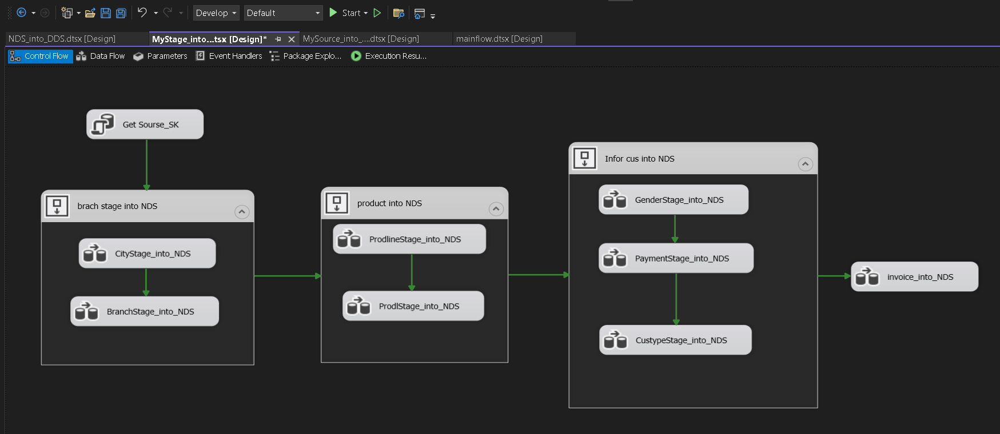 Develop
Default
Start
NDS_into_DDS.dtsx [Design]
MyStage_into...tsx [Design]*
MySource_into_....dtsx [Design]
mainflow.dtsx [Design]
Control Flow
Data Flow
Parameters
Event Handlers
Package Explo...
Execution Resu...
Get Sourse_SK
brach stage into NDS
CityStage_into_NDS
BranchStage_into_NDS
product into NDS
ProdlineStage_into_NDS
ProdlStage_into_NDS
Infor cus into NDS
GenderStage_into_NDS
PaymentStage_into_NDS
CustypeStage_into_NDS
invoice_into_NDS